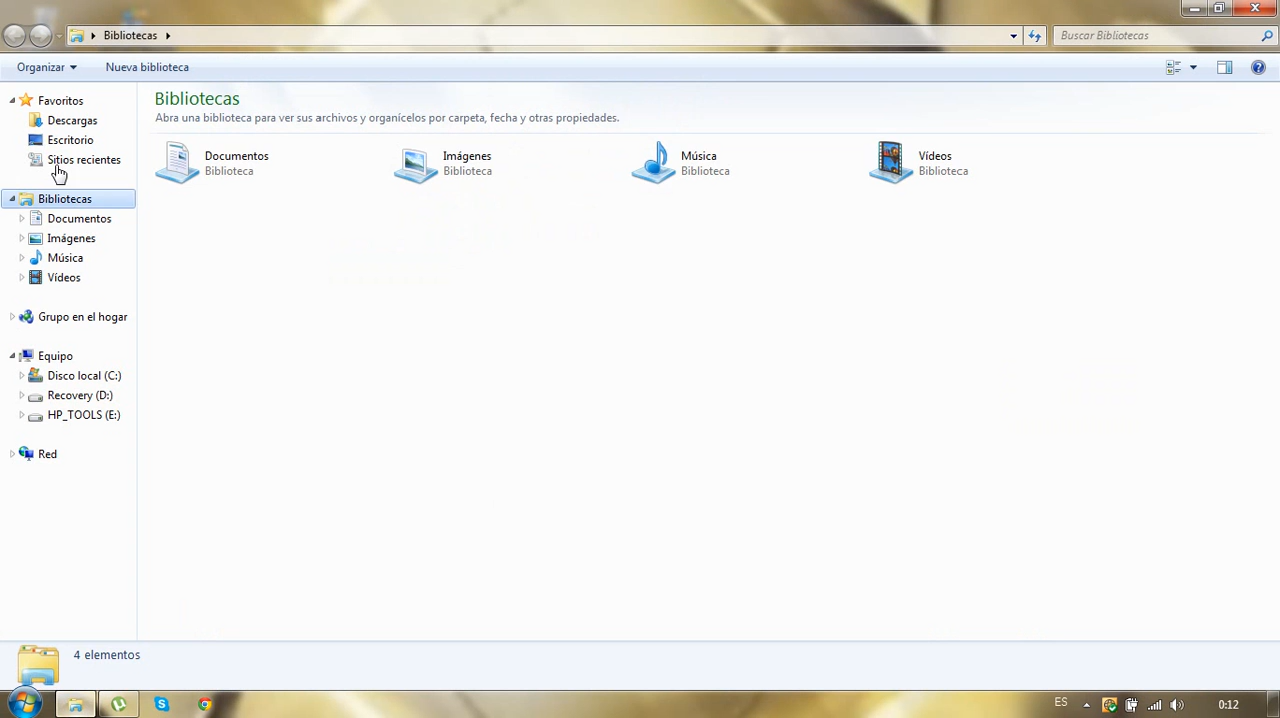 Bibliotecas
Buscar Bibliotecas
Organizar
Nueva biblioteca
Favoritos
Descargas
Escritorio
Sitios recientes
Bibliotecas
Documentos
Imágenes
Música
Vídeos
Grupo en el hogar
Equipo
Disco local (C:)
Recovery (D:)
HP_TOOLS (E:)
Red
Bibliotecas
Abra una biblioteca para ver sus archivos y organícelos por carpeta, fecha y otras propiedades.
Documentos
Biblioteca
Imágenes
Biblioteca
Música
Biblioteca
Vídeos
Biblioteca
4 elementos
ES
0:12